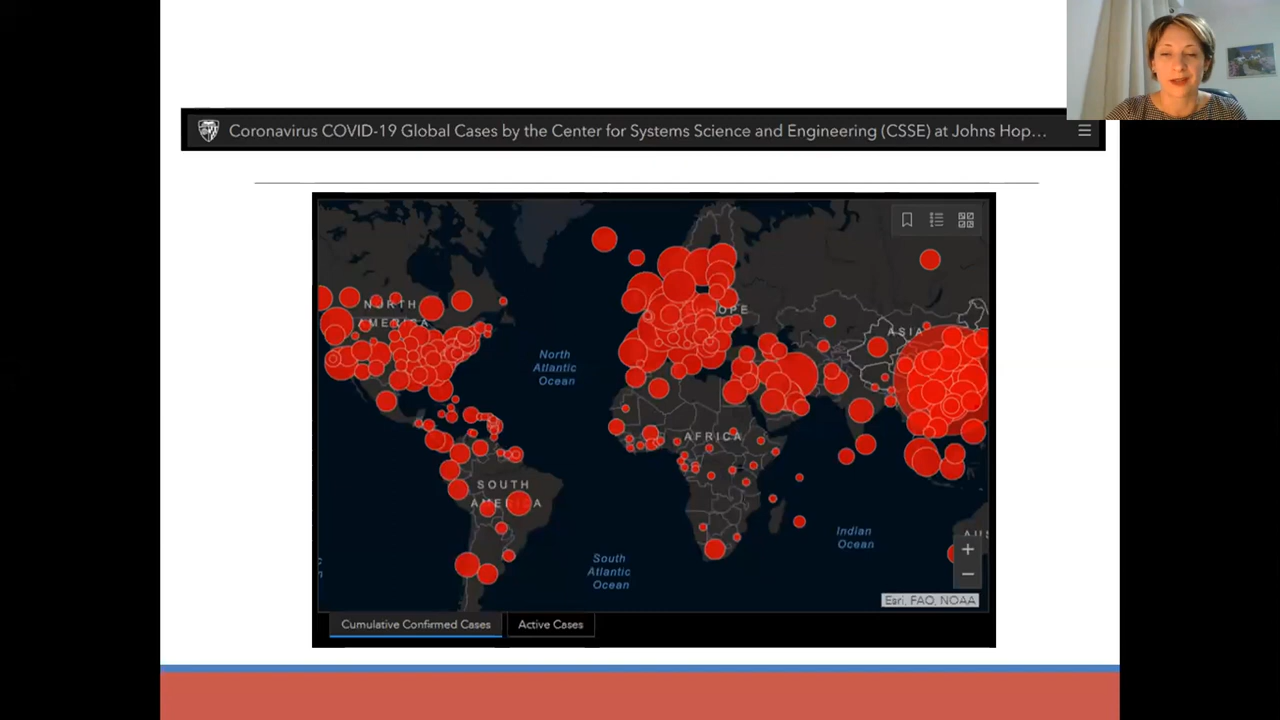 Coronavirus COVID-19 Global Cases by the Center for Systems Science and Engineering (CSSE) at Johns Hop...
NORTH
AMERICA
OPE
ASIA
North
Atlantic
Ocean
AFRICA
SOUTH
AMERICA
Indian
Ocean
AUS
South
Atlantic
Ocean
Esri, FAO, NOAA
Cumulative Confirmed Cases
Active Cases